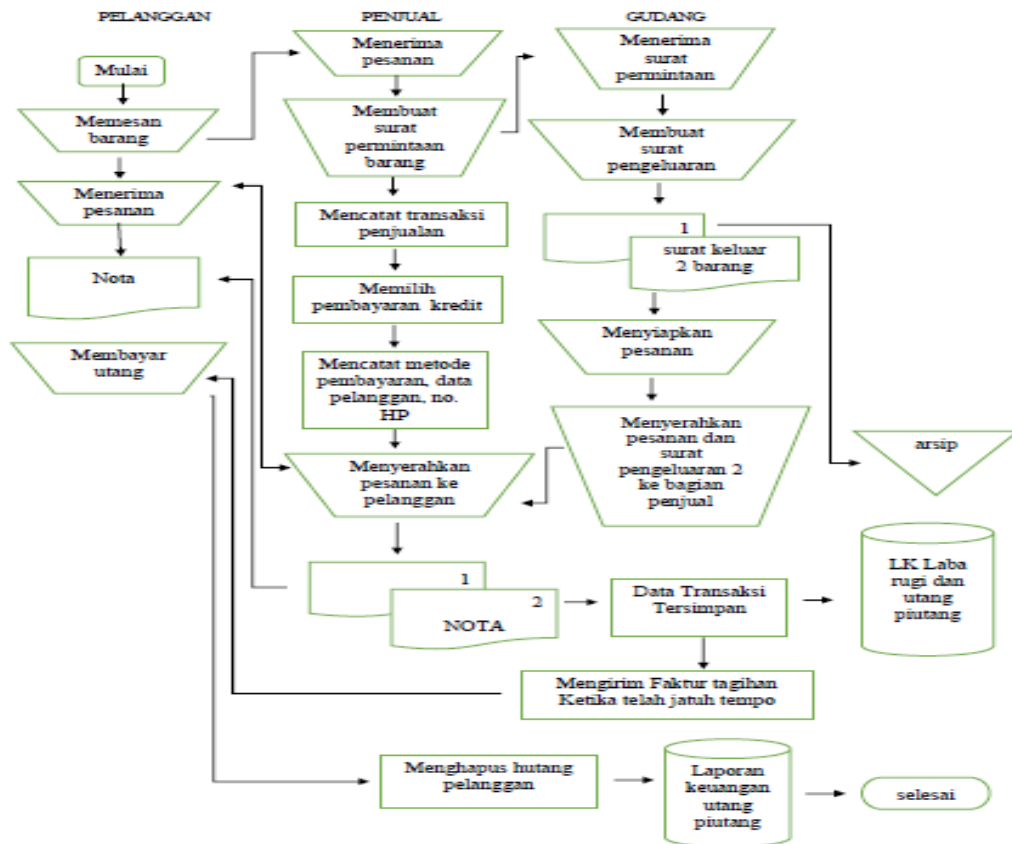 PELANGGAN
PENJUAL
GUDANG
Mulai
Memesan
barang
Menerima
pesanan
Nota
Membayar
utang
Menerima
pesanan
Membuat
surat
permintaan
barang
Mencatat transaksi
penjualan
Memilih
pembayaran kredit
Mencatat metode
pembayaran, data
pelanggan, no.
HP
Menyerahkan
pesanan ke
pelanggan
1
2
NOTA
Menerima
surat
permintaan
Membuat
surat
pengeluaran
1
surat keluar
2 barang
Menyiapkan
pesanan
Menyerahkan
pesanan dan
surat
pengeluaran 2
ke bagian
penjual
arsip
Data Transaksi
Tersimpan
LK Laba
rugi dan
utang
piutang
Mengirim Faktur tagihan
Ketika telah jatuh tempo
Menghapus hutang
pelanggan
Laporan
keuangan
utang
piutang
selesai